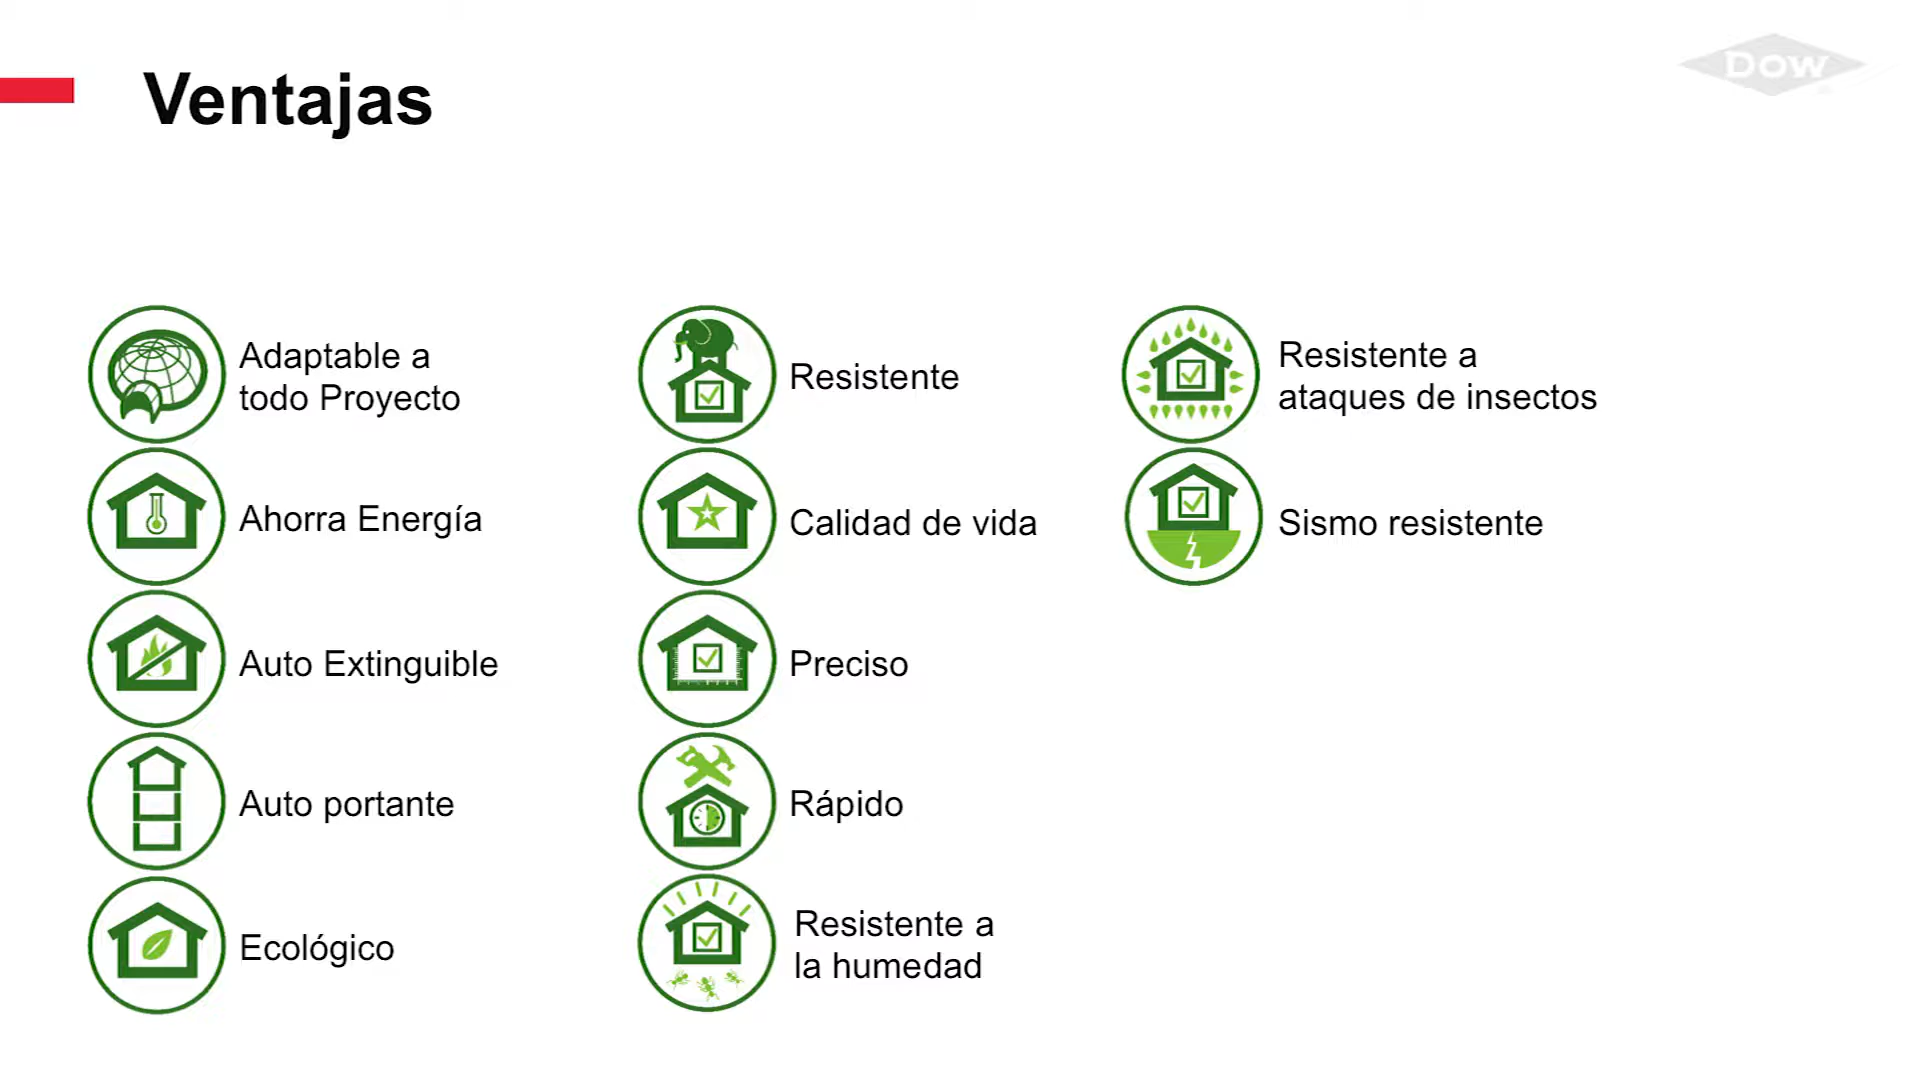 Ventajas
Dow
Adaptable a
todo Proyecto
Ahorra Energía
Auto Extinguible
Auto portante
Ecológico
Resistente
Calidad de vida
Preciso
Rápido
Resistente a
la humedad
Resistente a
ataques de insectos
Sismo resistente